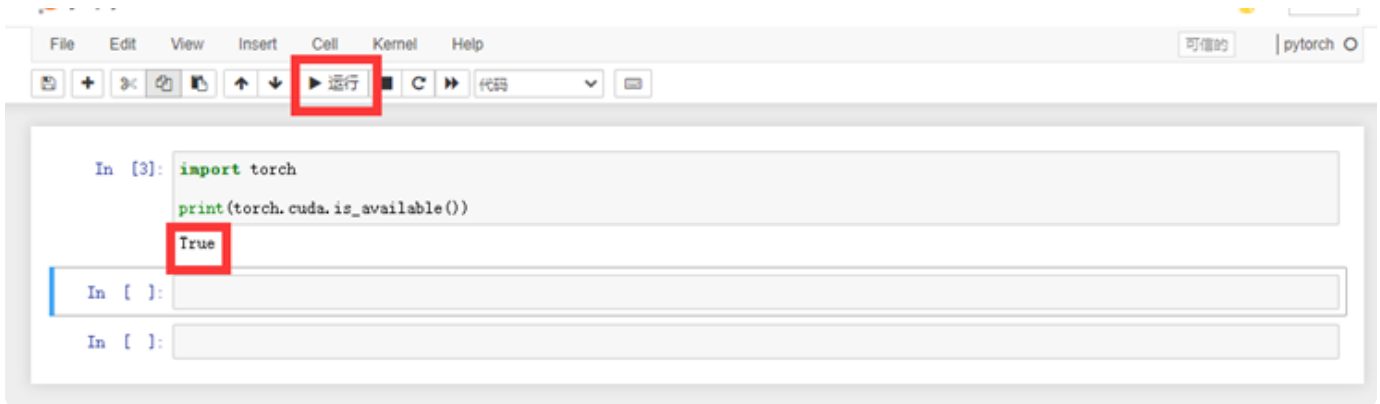 File Edit View Insert Cell Kernel Help 可信的 pytorch
运行 代码
In [3]: import torch
print(torch.cuda.is_available())
True
In [ ]:
In [ ]: